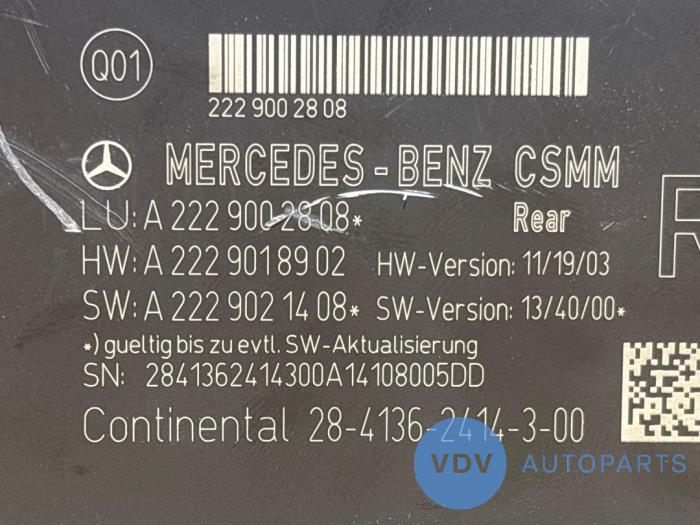 Q01
222 900 28 08
MERCEDES-BENZ CSMM
LU: A 222 900 28 08* Rear
HW: A 222 901 89 02 HW-Version: 11/19/03
SW: A 222 902 14 08* SW-Version: 13/40/00*
*) gueltig bis zu evtl. SW-Aktualisierung
SN: 2841362414300A14108005DD
Continental 28-4136-2414-3-00
VDV AUTOPARTS